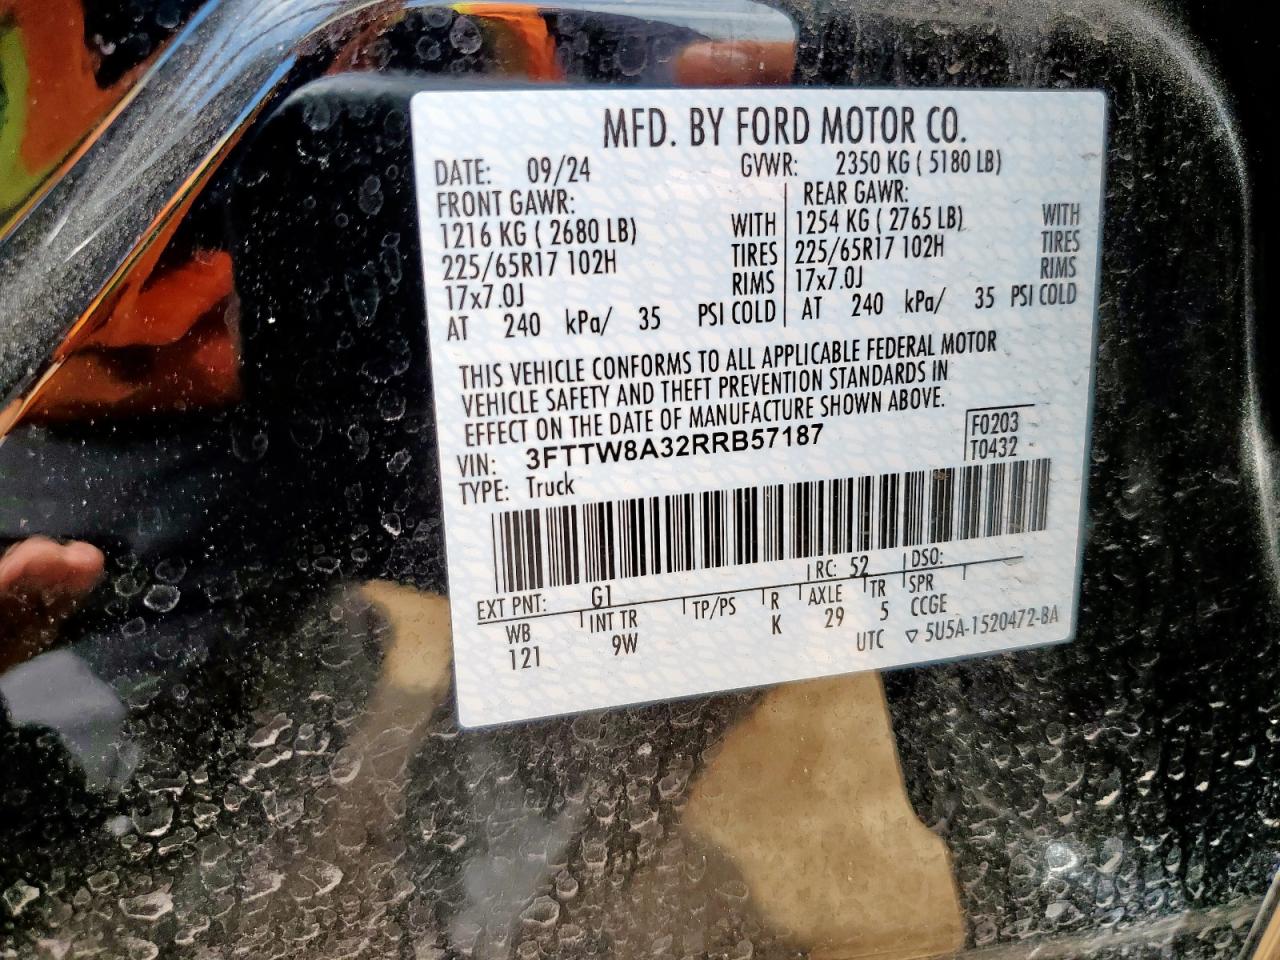 MFD. BY FORD MOTOR CO.
DATE: 09/24 GVWR: 2350 KG ( 5180 LB)
FRONT GAWR: REAR GAWR:
1216 KG ( 2680 LB) WITH 1254 KG ( 2765 LB) WITH
225/65R17 102H TIRES 225/65R17 102H TIRES
17x7.0J RIMS 17x7.0J RIMS
AT 240 kPa/ 35 PSI COLD AT 240 kPa/ 35 PSI COLD
THIS VEHICLE CONFORMS TO ALL APPLICABLE FEDERAL MOTOR
VEHICLE SAFETY AND THEFT PREVENTION STANDARDS IN
EFFECT ON THE DATE OF MANUFACTURE SHOWN ABOVE.
VIN: 3FTTW8A32RRB57187 F0203
TYPE: Truck T0432
EXT PNT: G1 RC: 52 DSO:
WB INT TR TP/PS R AXLE TR SPR
121 9W K 29 5 CCGE
UTC ▽ 5U5A-1520472-BA